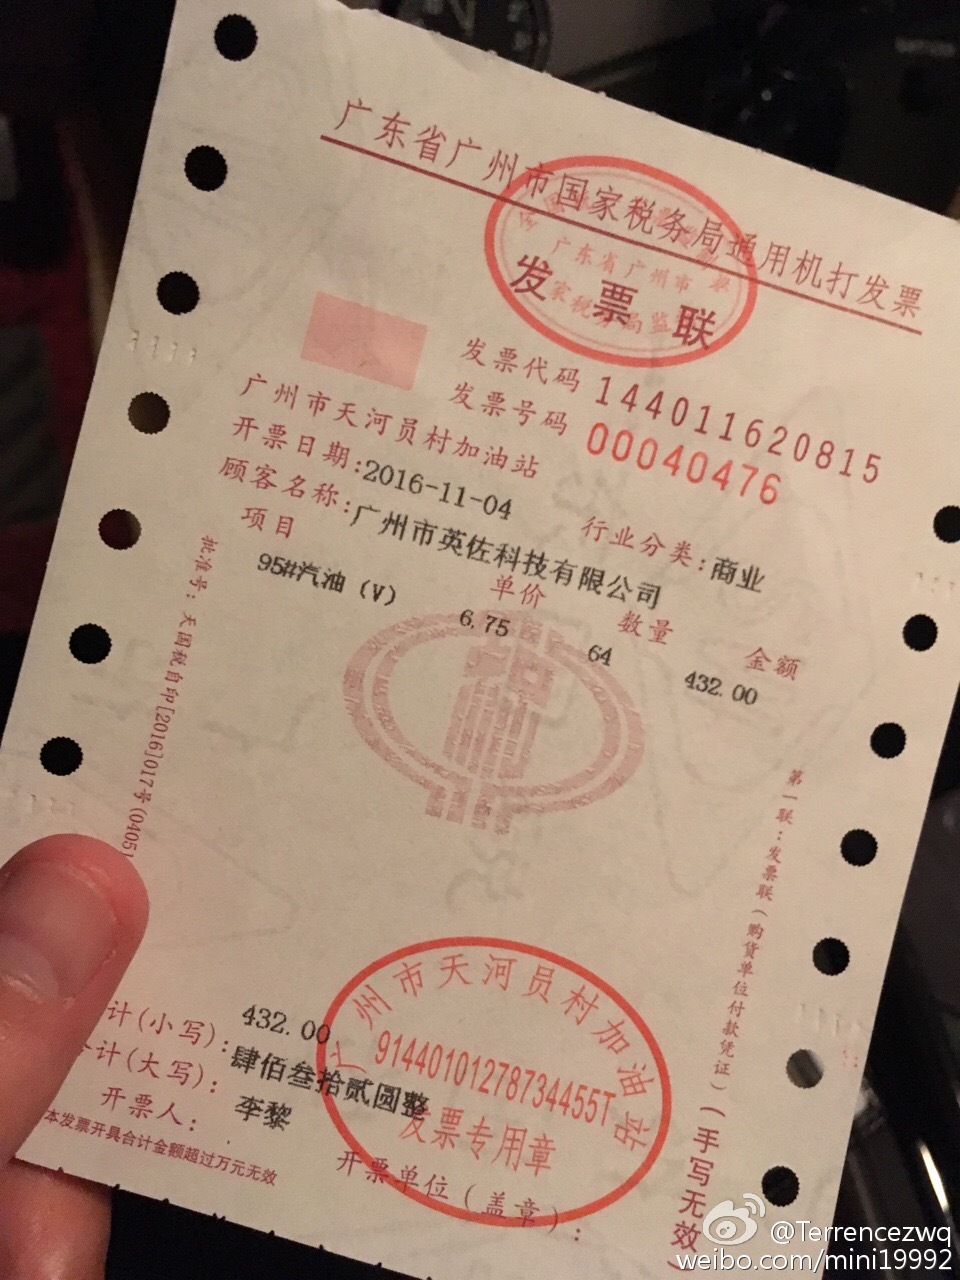 广东省广州市国家税务局通用机打发票
广东省广州市
发票联
发票代码 144011620815
发票号码 00040476
广州市天河员村加油站
开票日期:2016-11-04
行业分类:商业
顾客名称:广州市英佐科技有限公司
项目 单价 数量 金额
95#汽油(V) 6.75 64 432.00
批准号:天国税自印[2016]017号(0405)
第一联:发票联(购货单位付款凭证)(手写无效)
计(小写):432.00
合计(大写):肆佰叁拾贰圆整
开票人:李黎
本发票开具合计金额超过万元无效
开票单位(盖章):
广州市天河员村加油站
91440101278734455T
发票专用章
@Terrencezwq
weibo.com/mini19992